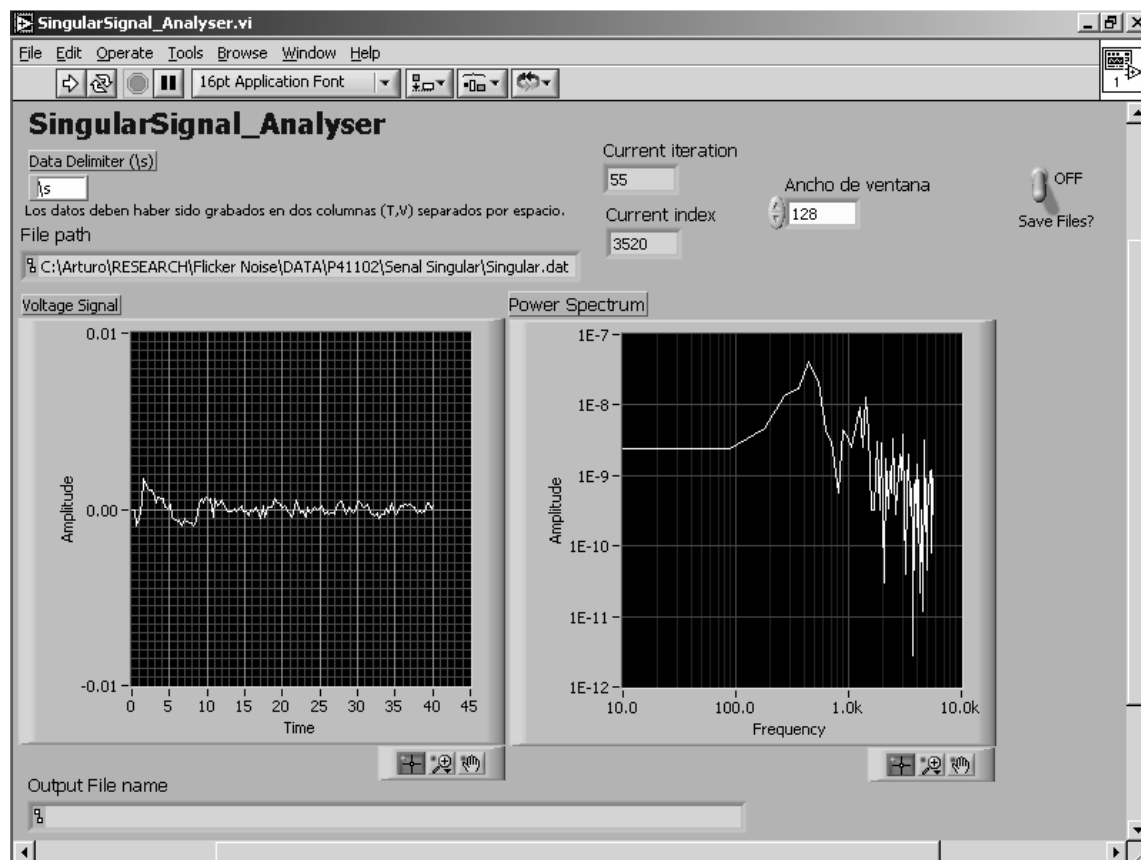 SingularSignal_Analyser.vi
File Edit Operate Tools Browse Window Help
16pt Application Font
1
SingularSignal_Analyser
Data Delimiter (\s)
\s
Los datos deben haber sido grabados en dos columnas (T,V) separados por espacio.
File path
C:\Arturo\RESEARCH\Flicker Noise\DATA\P41102\Senal Singular\Singular.dat
Current iteration
55
Current index
3520
Ancho de ventana
128
OFF
Save Files?
Voltage Signal
0.01
0.00
-0.01
Amplitude
0 5 10 15 20 25 30 35 40 45
Time
Power Spectrum
1E-7
1E-8
1E-9
1E-10
1E-11
1E-12
Amplitude
10.0 100.0 1.0k 10.0k
Frequency
Output File name